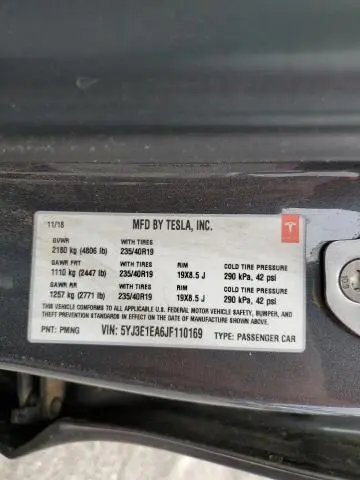 11/18 MFD BY TESLA, INC.
GVWR WITH TIRES
2180 kg (4806 lb) 235/40R19
GAWR FRT WITH TIRES RIM COLD TIRE PRESSURE
1110 kg (2447 lb) 235/40R19 19X8.5 J 290 kPa, 42 psi
GAWR RR WITH TIRES RIM COLD TIRE PRESSURE
1257 kg (2771 lb) 235/40R19 19X8.5 J 290 kPa, 42 psi
THIS VEHICLE CONFORMS TO ALL APPLICABLE U.S. FEDERAL MOTOR VEHICLE SAFETY, BUMPER, AND
THEFT PREVENTION STANDARDS IN EFFECT ON THE DATE OF MANUFACTURE SHOWN ABOVE.
PNT: PMNG VIN: 5YJ3E1EA6JF110169 TYPE: PASSENGER CAR